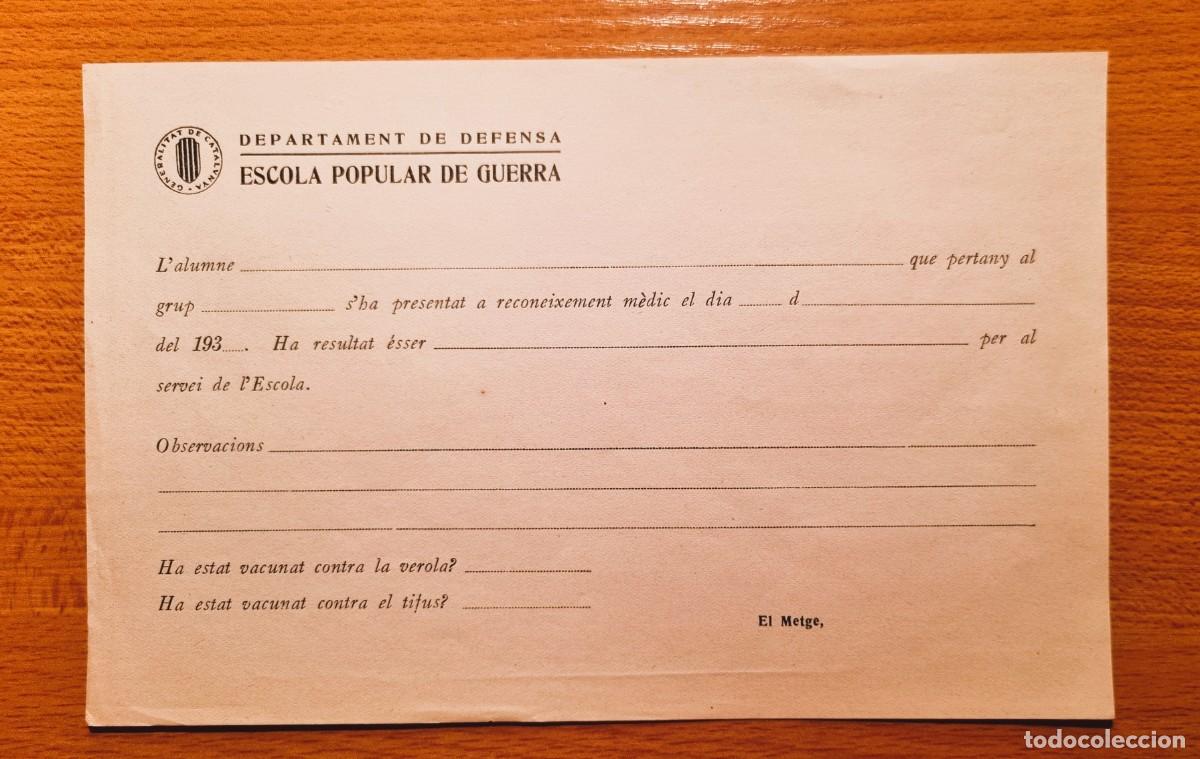 GENERALITAT DE CATALUNYA
DEPARTAMENT DE DEFENSA
ESCOLA POPULAR DE GUERRA
L'alumne que pertany al
grup s'ha presentat a reconeixement mèdic el dia d
del 193 . Ha resultat ésser per al
servei de l'Escola.
Observacions
Ha estat vacunat contra la verola?
Ha estat vacunat contra el tifus?
El Metge,
todocoleccion